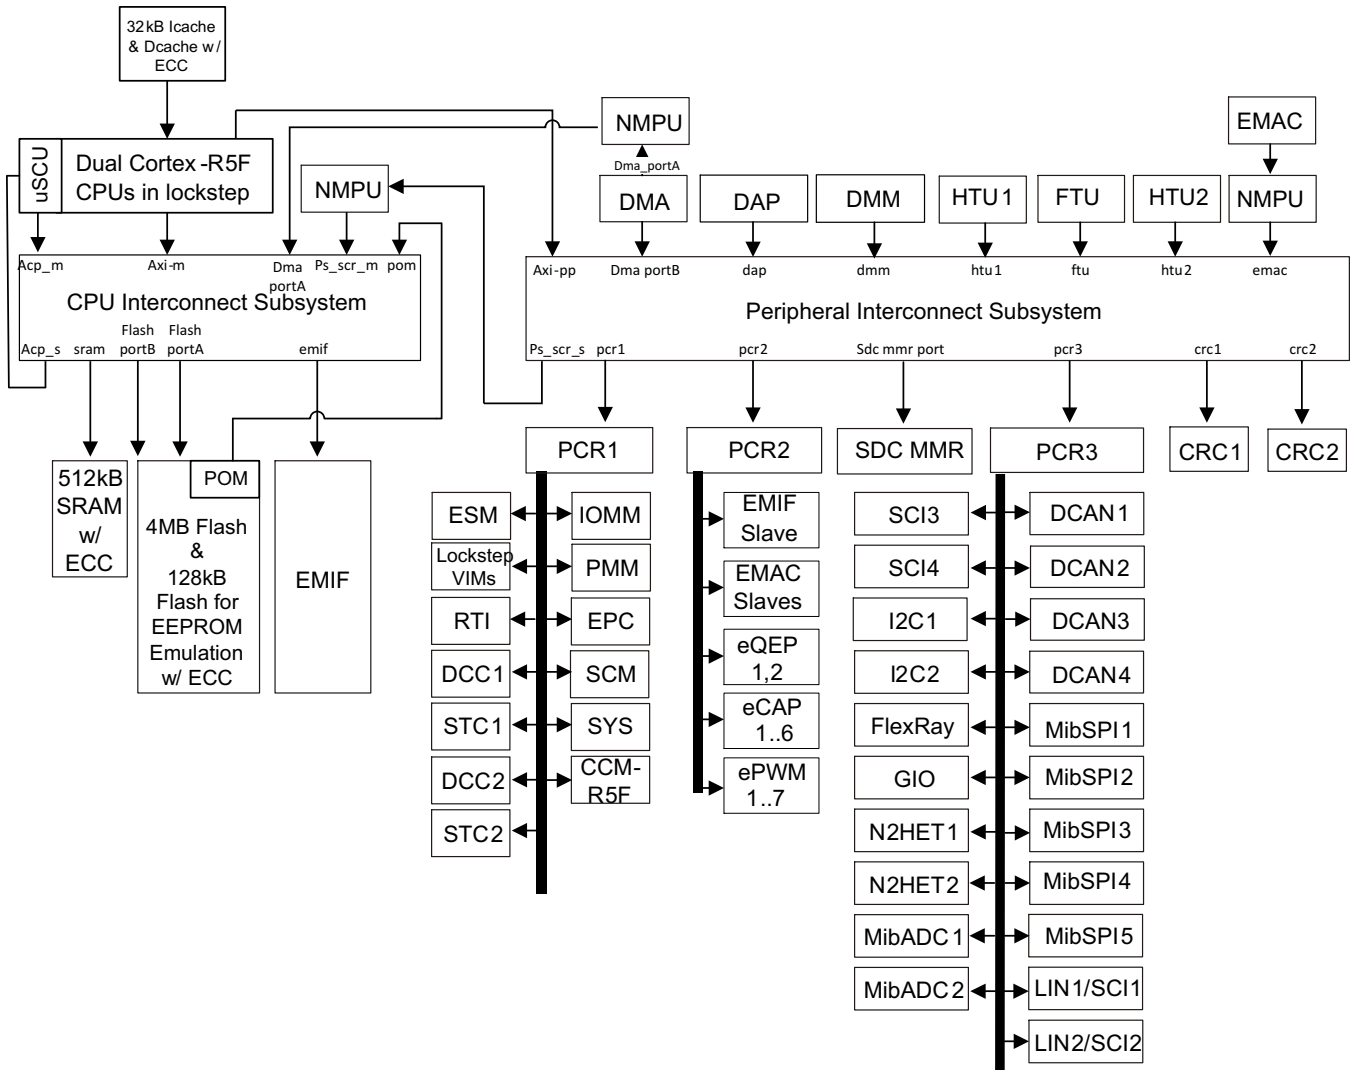 32kB Icache
& Dcache w/
ECC
uSCU
Dual Cortex-R5F
CPUs in lockstep
NMPU
NMPU
Dma_portA
EMAC
DMA
DAP
DMM
HTU1
FTU
HTU2
NMPU
Acp_m
Axi-m
Dma
portA
Ps_scr_m
pom
CPU Interconnect Subsystem
Acp_s
sram
Flash
portB
Flash
portA
emif
Axi-pp
Dma portB
dap
dmm
htu1
ftu
htu2
emac
Peripheral Interconnect Subsystem
Ps_scr_s
pcr1
pcr2
Sdc mmr port
pcr3
crc1
crc2
512kB
SRAM
w/
ECC
POM
4MB Flash
&
128kB
Flash for
EEPROM
Emulation
w/ ECC
EMIF
PCR1
PCR2
SDC MMR
PCR3
CRC1
CRC2
ESM
IOMM
Lockstep
VIMs
PMM
RTI
EPC
DCC1
SCM
STC1
SYS
DCC2
CCM-
R5F
STC2
EMIF
Slave
EMAC
Slaves
eQEP
1,2
eCAP
1..6
ePWM
1..7
SCI3
DCAN1
SCI4
DCAN2
I2C1
DCAN3
I2C2
DCAN4
FlexRay
MibSPI1
GIO
MibSPI2
N2HET1
MibSPI3
N2HET2
MibSPI4
MibADC1
MibSPI5
MibADC2
LIN1/SCI1
LIN2/SCI2